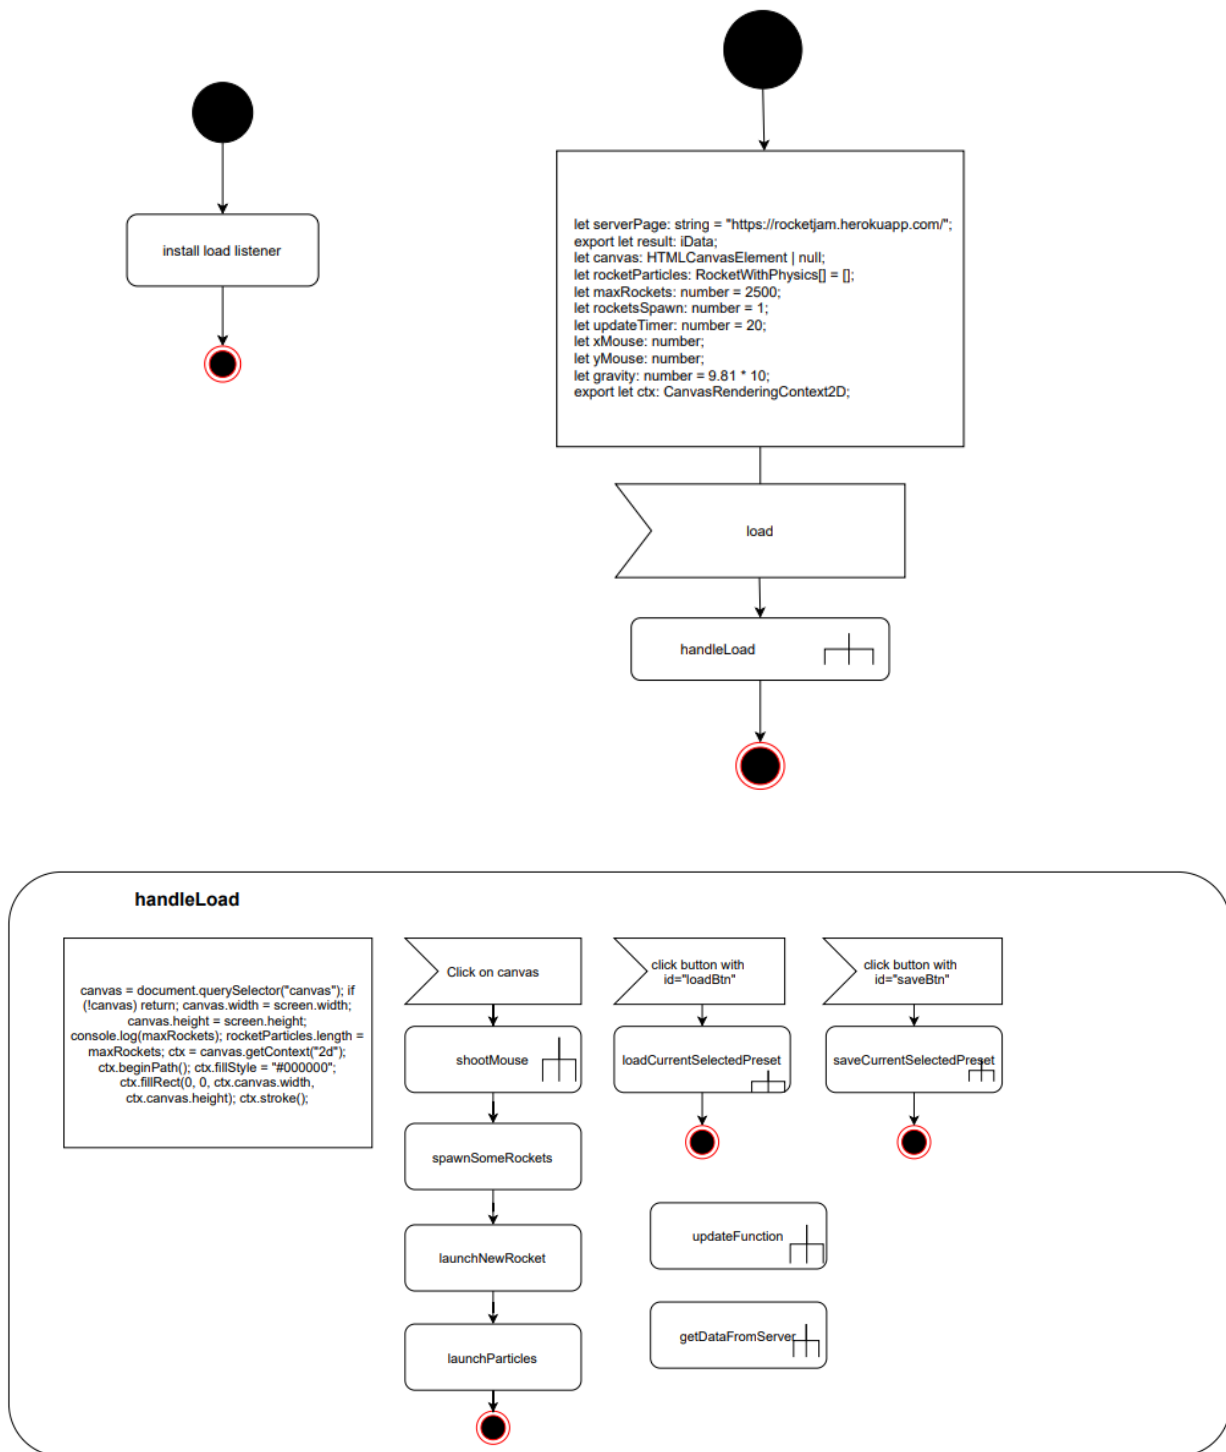 install load listener
let serverPage: string = "https://rocketjam.herokuapp.com/";
export let result: iData;
let canvas: HTMLCanvasElement | null;
let rocketParticles: RocketWithPhysics[] = [];
let maxRockets: number = 2500;
let rocketsSpawn: number = 1;
let updateTimer: number = 20;
let xMouse: number;
let yMouse: number;
let gravity: number = 9.81 * 10;
export let ctx: CanvasRenderingContext2D;
load
handleLoad
handleLoad
canvas = document.querySelector("canvas"); if
(!canvas) return; canvas.width = screen.width;
canvas.height = screen.height;
console.log(maxRockets); rocketParticles.length =
maxRockets; ctx = canvas.getContext("2d");
ctx.beginPath(); ctx.fillStyle = "#000000";
ctx.fillRect(0, 0, ctx.canvas.width,
ctx.canvas.height); ctx.stroke();
Click on canvas
shootMouse
spawnSomeRockets
launchNewRocket
launchParticles
click button with
id="loadBtn"
loadCurrentSelectedPreset
click button with
id="saveBtn"
saveCurrentSelectedPreset
updateFunction
getDataFromServer